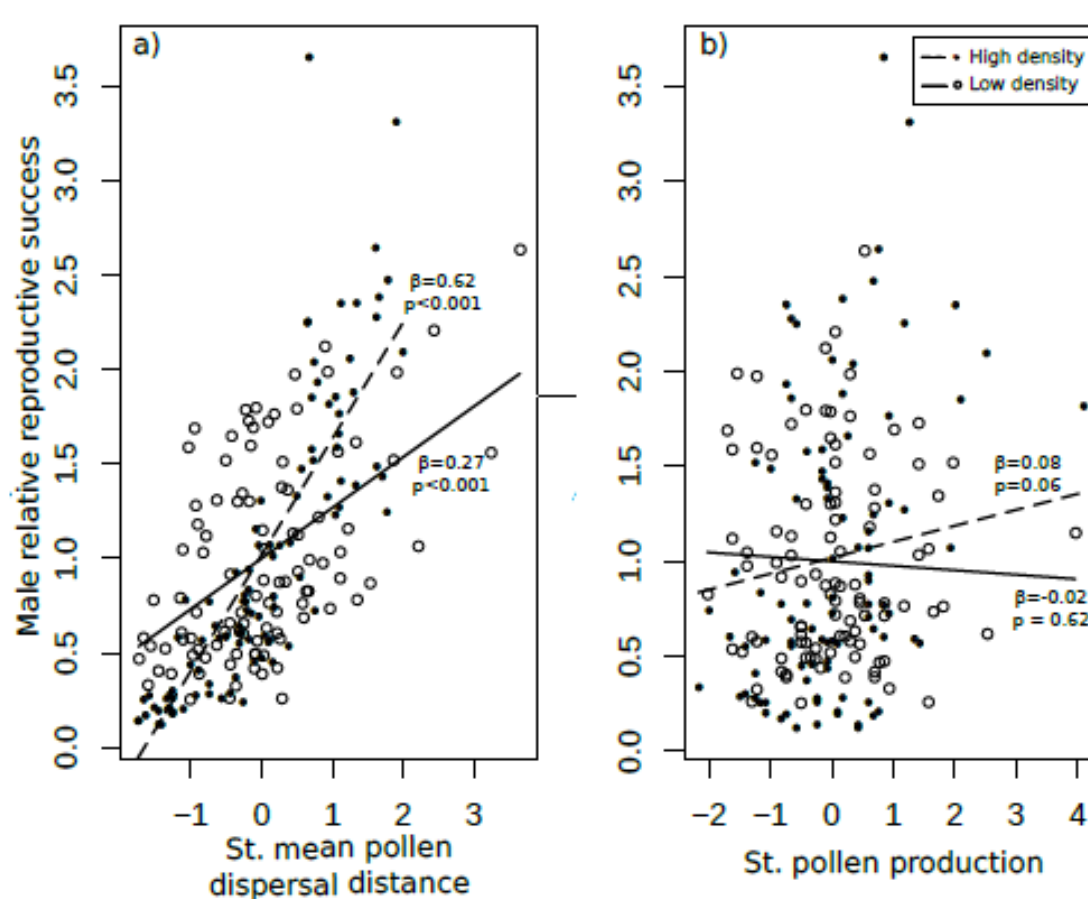 a)
3.5
3.0
2.5
2.0
1.5
1.0
0.5
0.0
Male relative reproductive success
β=0.62
p<0.001
β=0.27
p<0.001
−1 0 1 2 3
St. mean pollen
dispersal distance
b)
High density
Low density
3.5
3.0
2.5
2.0
1.5
1.0
0.5
0.0
β=0.08
p=0.06
β=-0.02
p = 0.62
−2 −1 0 1 2 3 4
St. pollen production